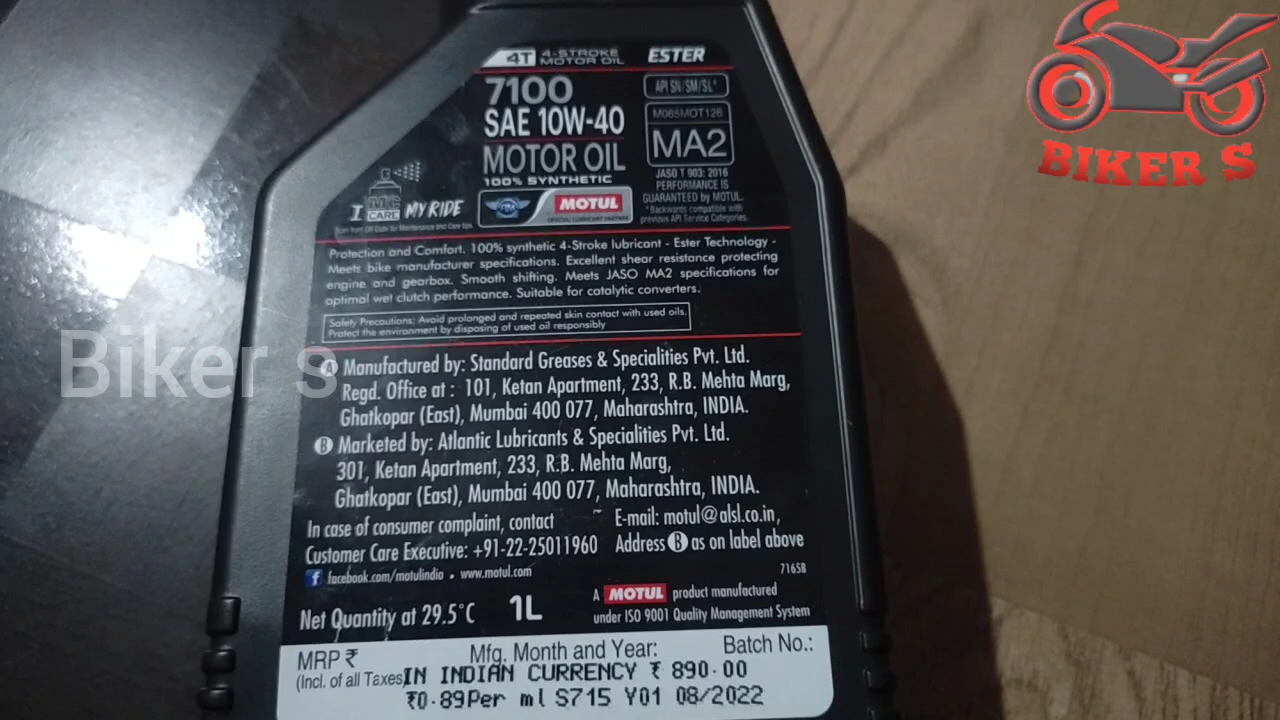 BIKER S
4T 4-STROKE MOTOR OIL ESTER
7100
SAE 10W-40
MOTOR OIL
100% SYNTHETIC
API SN/SM/SL*
M065MOT126
MA2
JASO T 903: 2016
PERFORMANCE IS
GUARANTEED by MOTUL.
*Backwards compatible with
previous API Service Categories.
I MC CARE MY RIDE
MOTUL
OFFICIAL LUBRICANT PARTNER
Protection and Comfort. 100% synthetic 4-Stroke lubricant - Ester Technology -
Meets bike manufacturer specifications. Excellent shear resistance protecting
engine and gearbox. Smooth shifting. Meets JASO MA2 specifications for
optimal wet clutch performance. Suitable for catalytic converters.
Safety Precautions: Avoid prolonged and repeated skin contact with used oils.
Protect the environment by disposing of used oil responsibly
Biker s
A Manufactured by: Standard Greases & Specialities Pvt. Ltd.
Regd. Office at : 101, Ketan Apartment, 233, R.B. Mehta Marg,
Ghatkopar (East), Mumbai 400 077, Maharashtra, INDIA.
B Marketed by: Atlantic Lubricants & Specialities Pvt. Ltd.
301, Ketan Apartment, 233, R.B. Mehta Marg,
Ghatkopar (East), Mumbai 400 077, Maharashtra, INDIA.
In case of consumer complaint, contact
Customer Care Executive: +91-22-25011960
E-mail: motul@alsl.co.in,
Address B as on label above
facebook.com/motulindia • www.motul.com
7165B
Net Quantity at 29.5°C 1L
A MOTUL product manufactured
under ISO 9001 Quality Management System
MRP ₹ Mfg. Month and Year: Batch No.:
(Incl. of all Taxes) IN INDIAN CURRENCY ₹ 890.00
₹0.89Per ml S715 Y01 08/2022